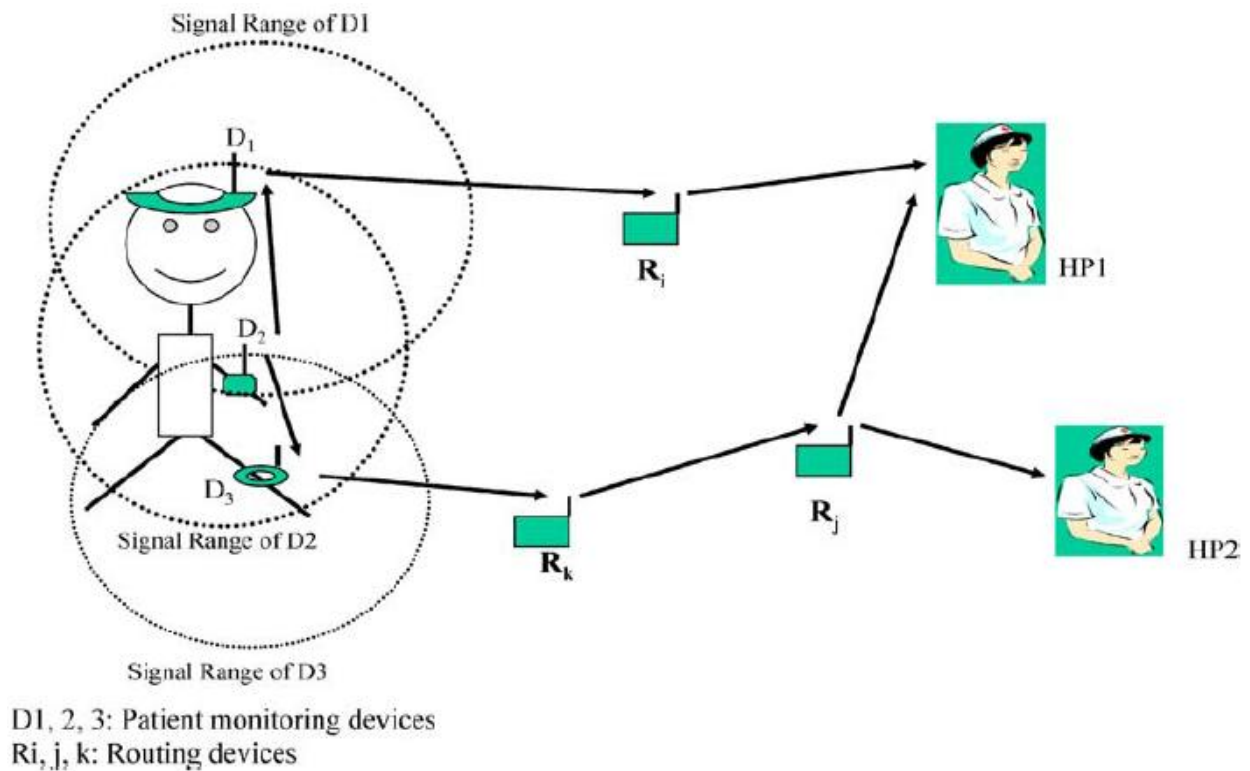 Signal Range of D1
D1
Ri
HP1
D2
D3
Signal Range of D2
Rk
Rj
HP2
Signal Range of D3
D1, 2, 3: Patient monitoring devices
Ri, j, k: Routing devices